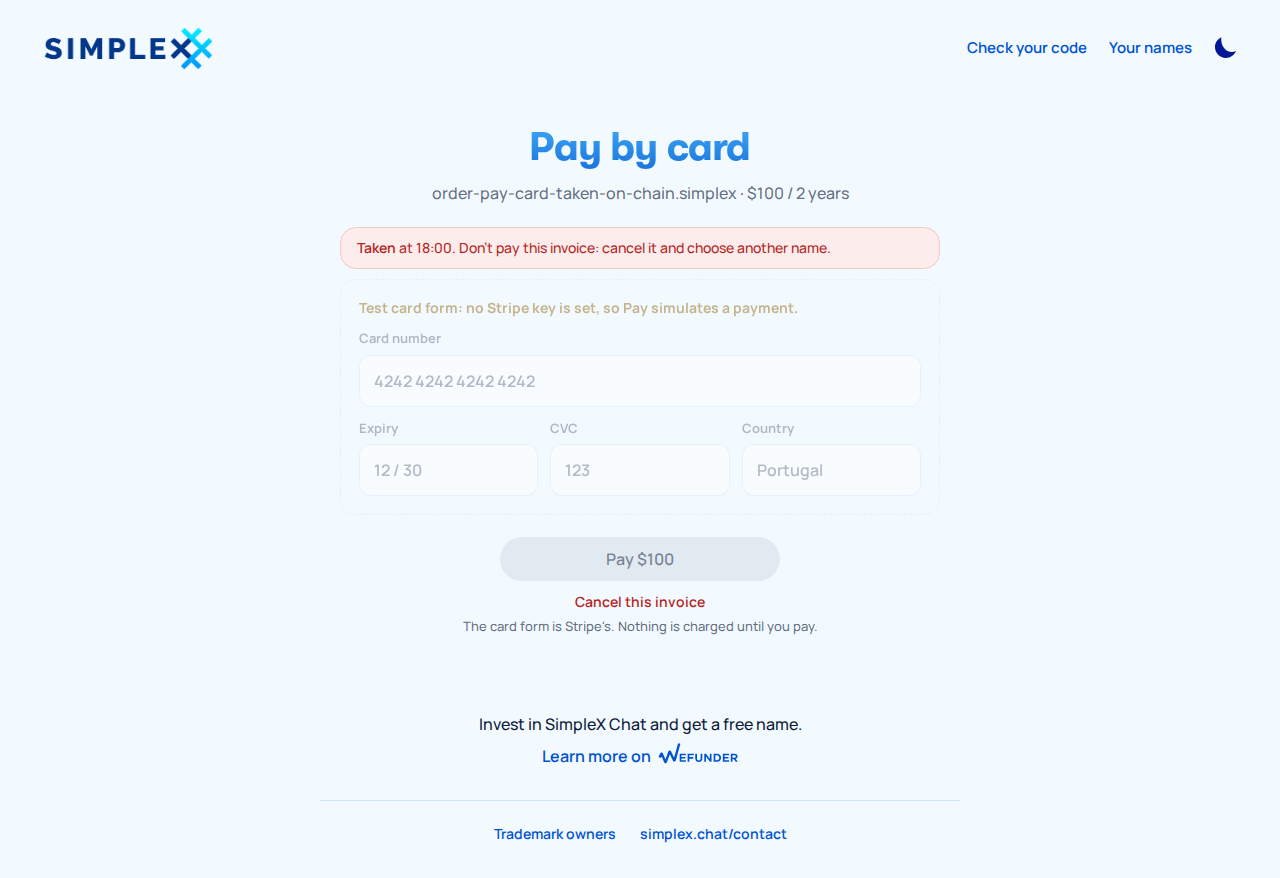 SIMPLEX
Check your code
Your names
Pay by card
order-pay-card-taken-on-chain.simplex · $100 / 2 years
Taken at 18:00. Don't pay this invoice: cancel it and choose another name.
Test card form: no Stripe key is set, so Pay simulates a payment.
Card number
4242 4242 4242 4242
Expiry
CVC
Country
12 / 30
123
Portugal
Pay $100
Cancel this invoice
The card form is Stripe's. Nothing is charged until you pay.
Invest in SimpleX Chat and get a free name.
Learn more on WEFUNDER
Trademark owners
simplex.chat/contact